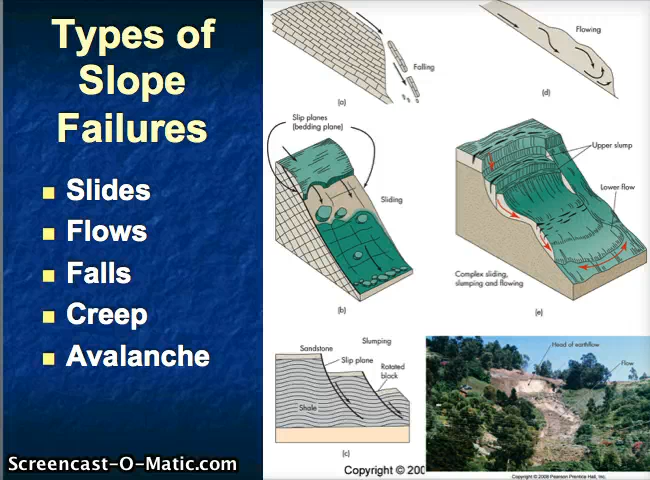 Types of
Slope
Failures
Slides
Flows
Falls
Creep
Avalanche
Screencast-O-Matic.com
Falling
(a)
Slip planes
(bedding plane)
Sliding
(b)
Slumping
Sandstone
Slip plane
Rotated
block
Shale
(c)
Copyright © 200
Flowing
(d)
Upper slump
Lower flow
Complex sliding,
slumping and flowing
(e)
Head of earthflow
Flow
Copyright © 2008 Pearson Prentice Hall, Inc.